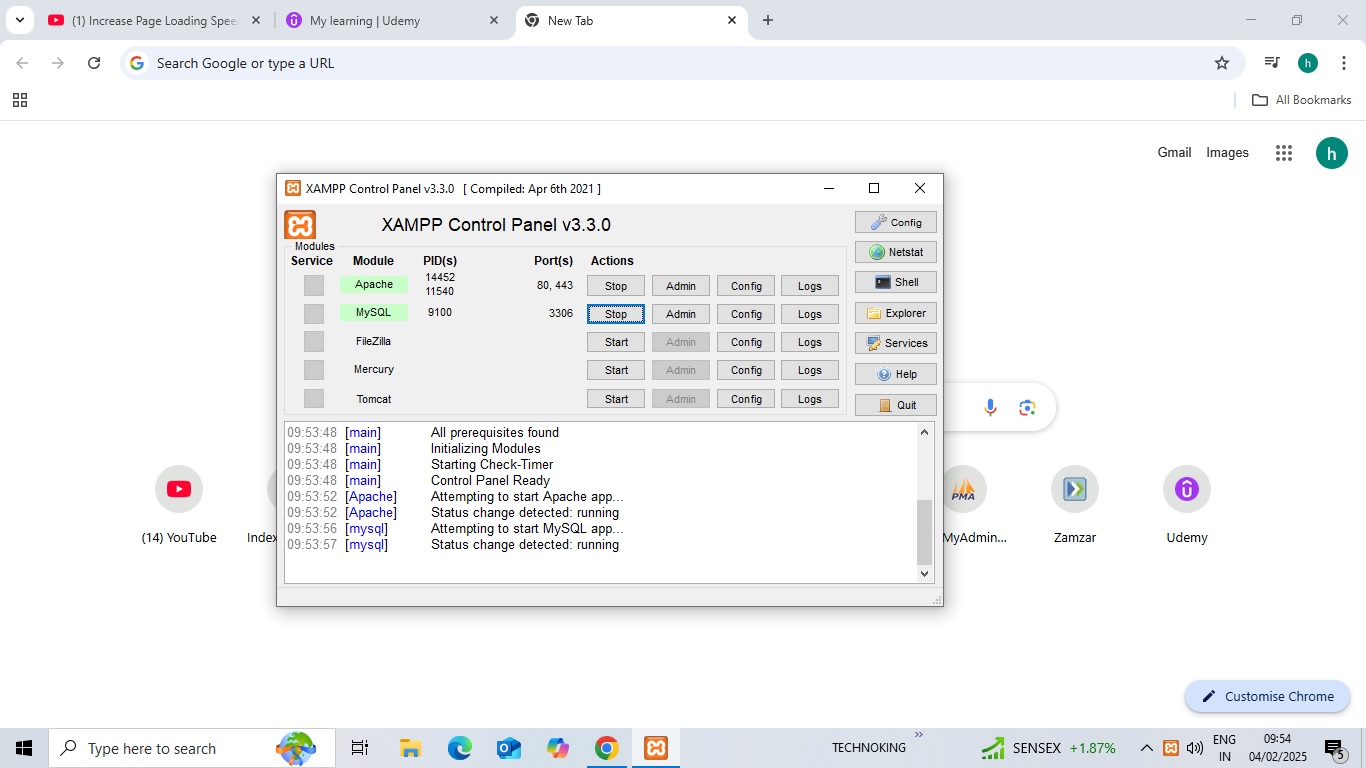 (1) Increase Page Loading Spee
My learning | Udemy
New Tab
Search Google or type a URL
All Bookmarks
Gmail Images
h
h
XAMPP Control Panel v3.3.0 [ Compiled: Apr 6th 2021 ]
XAMPP Control Panel v3.3.0
Config
Modules
Service Module PID(s) Port(s) Actions
Netstat
Apache 14452 11540 80, 443 Stop Admin Config Logs
Shell
MySQL 9100 3306 Stop Admin Config Logs
Explorer
FileZilla Start Admin Config Logs
Services
Mercury Start Admin Config Logs
Help
Tomcat Start Admin Config Logs
Quit
09:53:48 [main] All prerequisites found
09:53:48 [main] Initializing Modules
09:53:48 [main] Starting Check-Timer
09:53:48 [main] Control Panel Ready
09:53:52 [Apache] Attempting to start Apache app...
09:53:52 [Apache] Status change detected: running
09:53:56 [mysql] Attempting to start MySQL app...
09:53:57 [mysql] Status change detected: running
PMA
(14) YouTube Index MyAdmin... Zamzar Udemy
Customise Chrome
Type here to search
TECHNOKING
SENSEX +1.87%
ENG
IN
09:54
04/02/2025
5